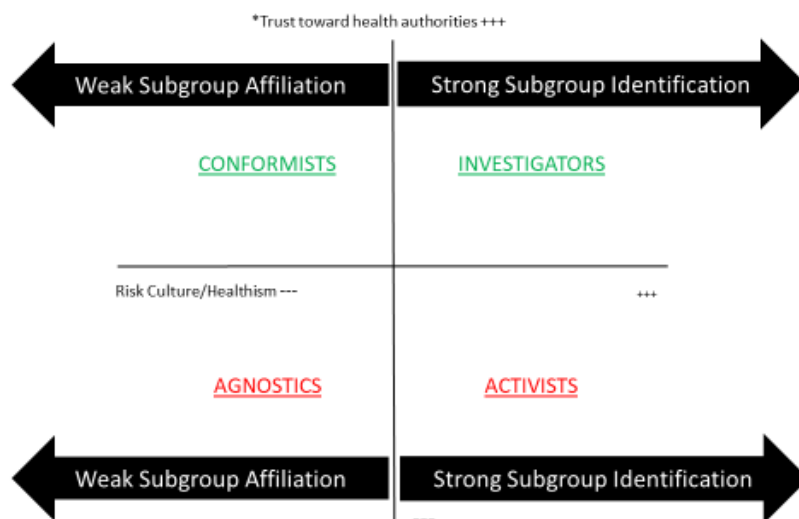 *Trust toward health authorities +++
Weak Subgroup Affiliation
Strong Subgroup Identification
CONFORMISTS
INVESTIGATORS
Risk Culture/Healthism ---
+++
AGNOSTICS
ACTIVISTS
Weak Subgroup Affiliation
Strong Subgroup Identification
---